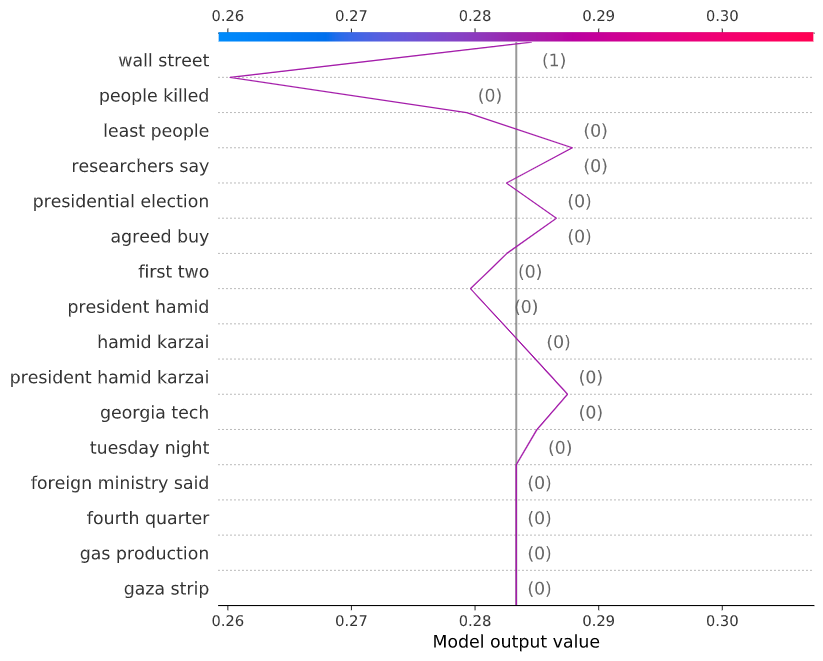 0.26 0.27 0.28 0.29 0.30
wall street (1)
people killed (0)
least people (0)
researchers say (0)
presidential election (0)
agreed buy (0)
first two (0)
president hamid (0)
hamid karzai (0)
president hamid karzai (0)
georgia tech (0)
tuesday night (0)
foreign ministry said (0)
fourth quarter (0)
gas production (0)
gaza strip (0)
0.26 0.27 0.28 0.29 0.30
Model output value